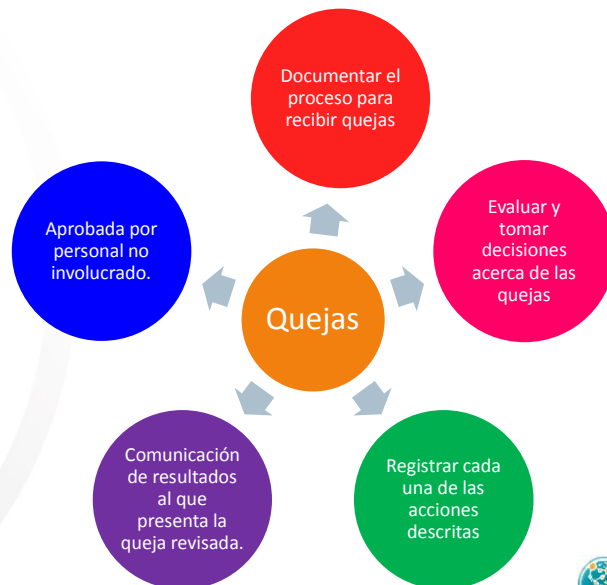 Documentar el
proceso para
recibir quejas
Evaluar y
tomar
decisiones
acerca de las
quejas
Registrar cada
una de las
acciones
descritas
Comunicación
de resultados
al que
presenta la
queja revisada.
Aprobada por
personal no
involucrado.
Quejas